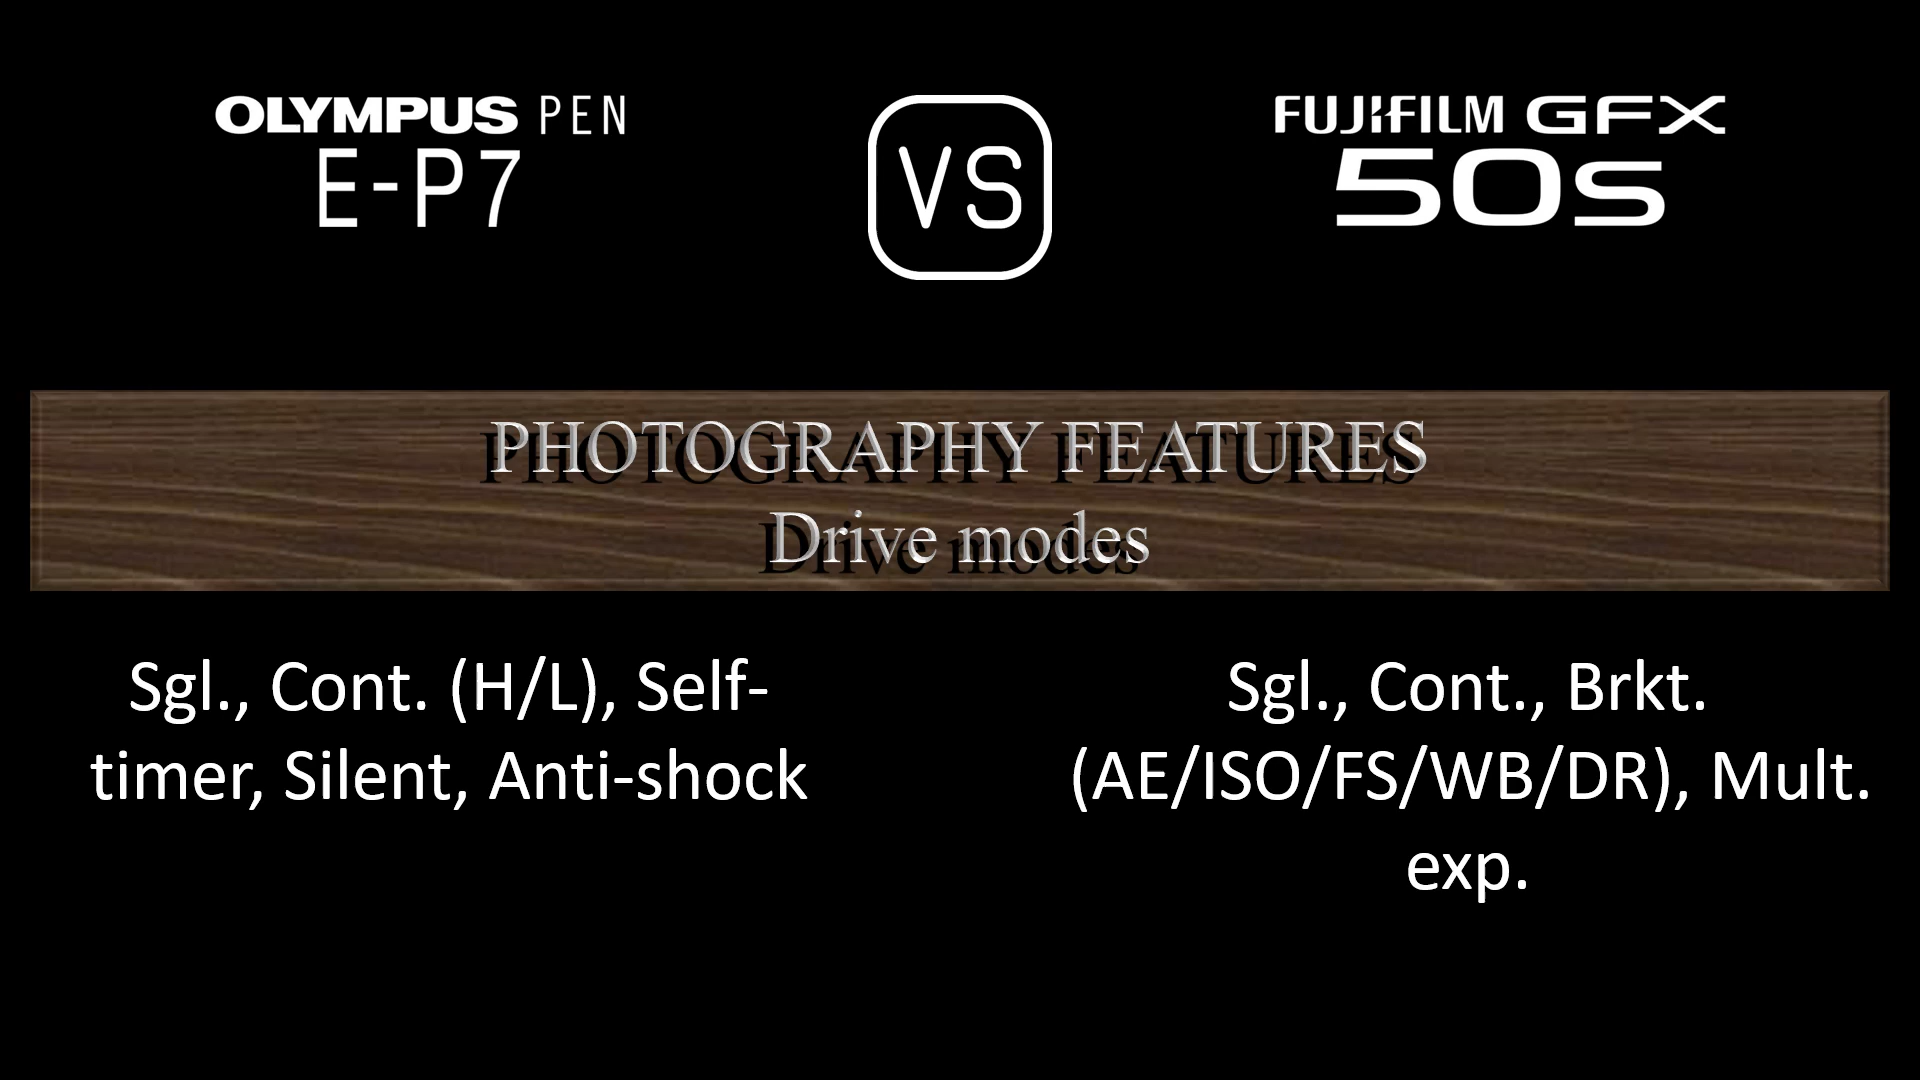 OLYMPUS PEN
E-P7
VS
FUJIFILM GFX
50s
PHOTOGRAPHY FEATURES
Drive modes
Sgl., Cont. (H/L), Self-
timer, Silent, Anti-shock
Sgl., Cont., Brkt.
(AE/ISO/FS/WB/DR), Mult.
exp.